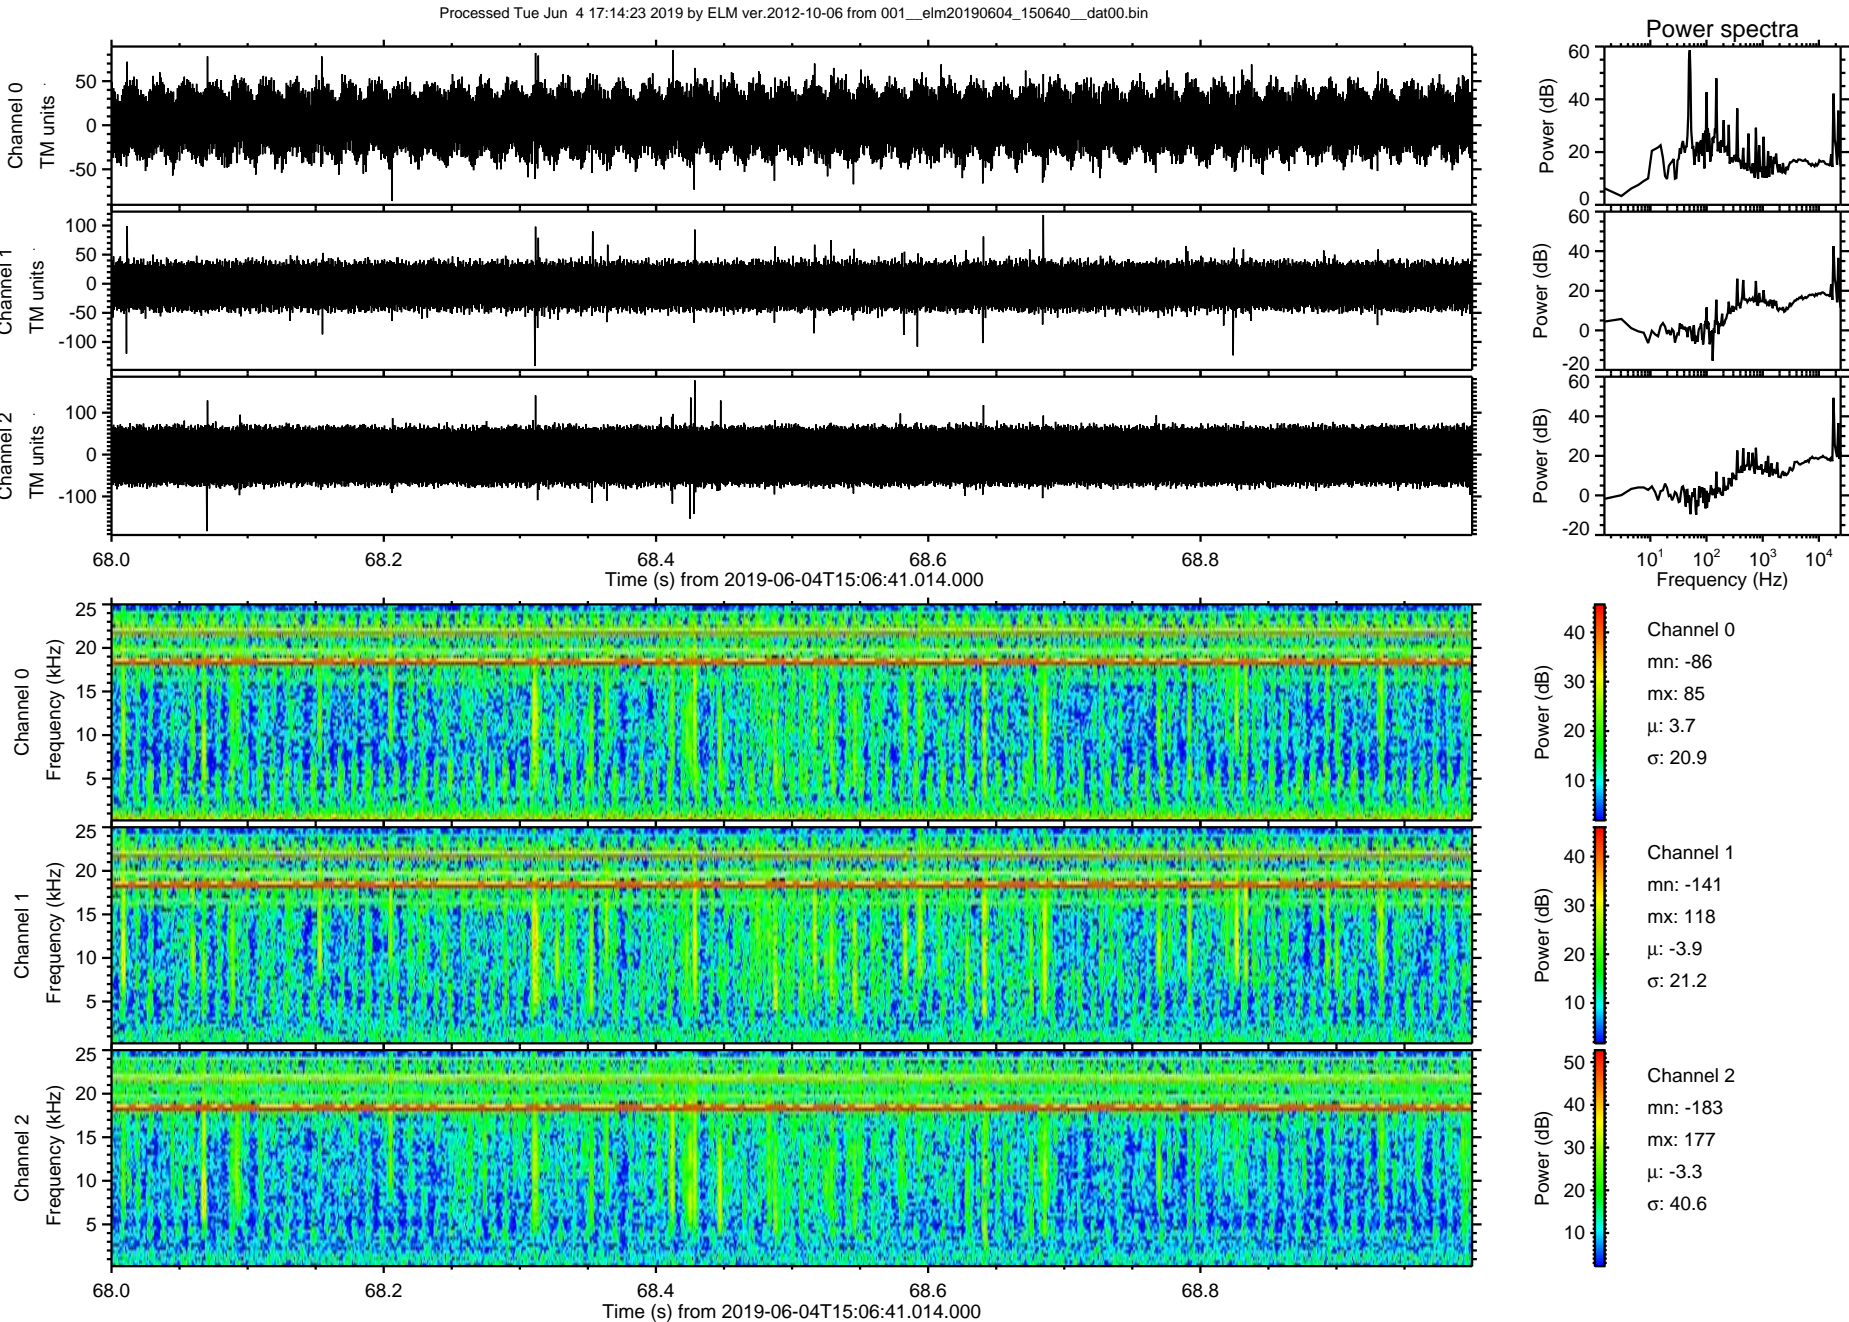 Processed Tue Jun  4 17:14:23 2019 by ELM ver.2012-10-06 from 001__elm20190604_150640__dat00.bin
Power spectra
Channel 0
TM units
50
0
-50
Power (dB)
60
40
20
0
Channel 1
TM units
100
50
0
-50
-100
Power (dB)
60
40
20
0
-20
Channel 2
TM units
100
0
-100
Power (dB)
60
40
20
0
-20
68.0 68.2 68.4 68.6 68.8
Time (s) from 2019-06-04T15:06:41.014.000
10^1 10^2 10^3 10^4
Frequency (Hz)
Channel 0
Frequency (kHz)
25
20
15
10
5
Power (dB)
40
30
20
10
Channel 0
mn: -86
mx: 85
μ: 3.7
σ: 20.9
Channel 1
Frequency (kHz)
25
20
15
10
5
Power (dB)
40
30
20
10
Channel 1
mn: -141
mx: 118
μ: -3.9
σ: 21.2
Channel 2
Frequency (kHz)
25
20
15
10
5
Power (dB)
50
40
30
20
10
Channel 2
mn: -183
mx: 177
μ: -3.3
σ: 40.6
68.0 68.2 68.4 68.6 68.8
Time (s) from 2019-06-04T15:06:41.014.000